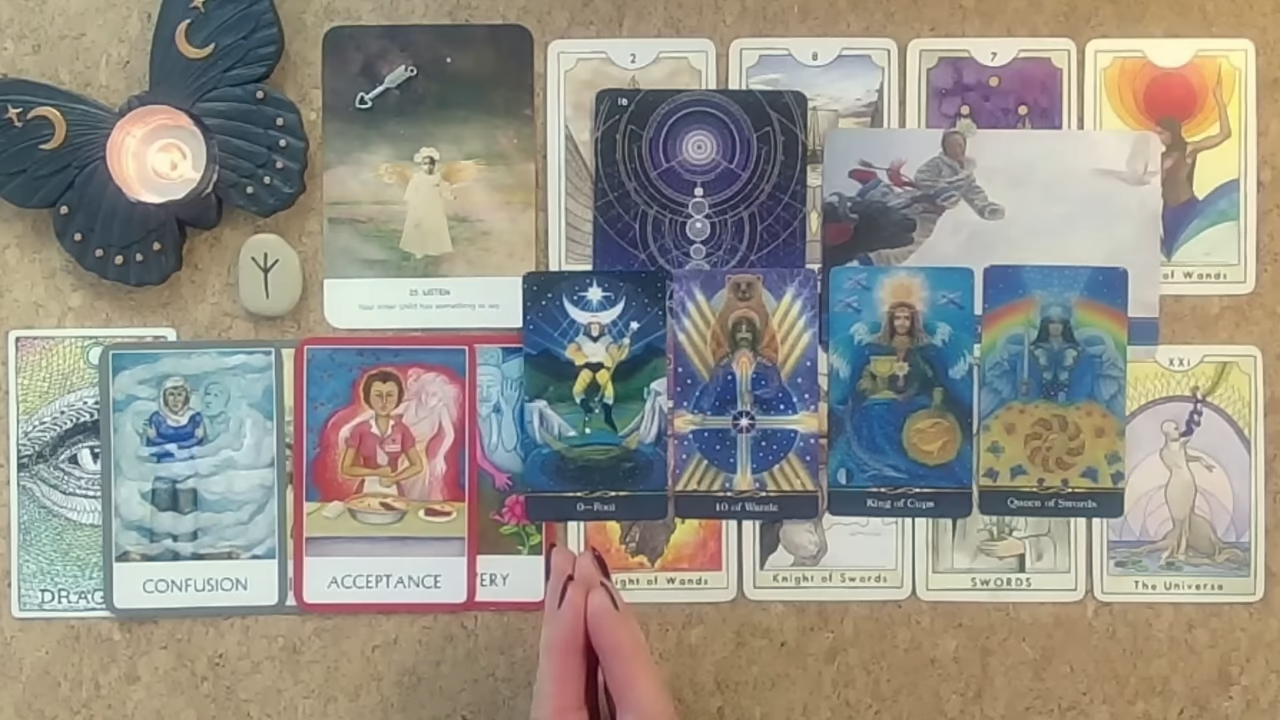 2
8
7
16
25 LISTEN
Your inner child has something to say
of Wands
XXI
0—Fool
10 of Wands
King of Cups
Queen of Swords
DRAG
CONFUSION
ACCEPTANCE
VERY
ight of Wands
Knight of Swords
SWORDS
The Universe